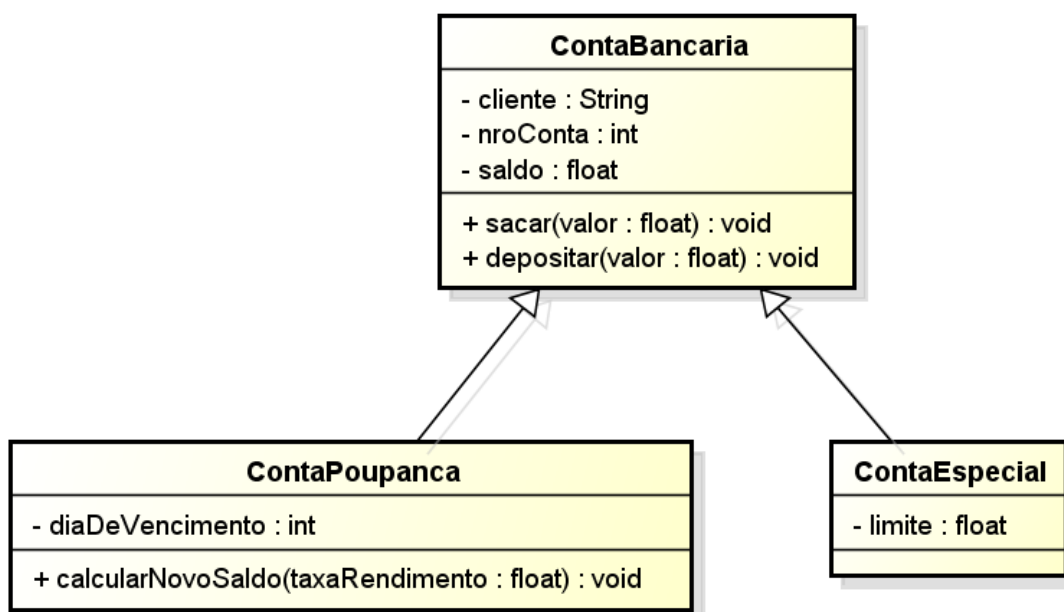 ContaBancaria
- cliente : String
- nroConta : int
- saldo : float
+ sacar(valor : float) : void
+ depositar(valor : float) : void
ContaPoupanca
- diaDeVencimento : int
+ calcularNovoSaldo(taxaRendimento : float) : void
ContaEspecial
- limite : float